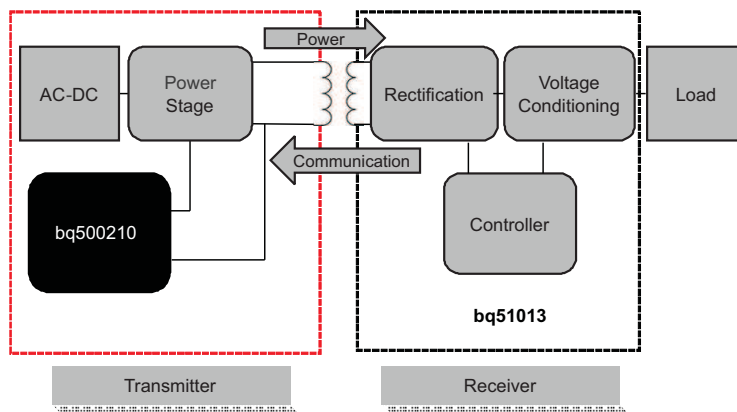 Power
AC-DC
Power
Stage
Rectification
Voltage
Conditioning
Load
Communication
bq500210
Controller
bq51013
Transmitter
Receiver